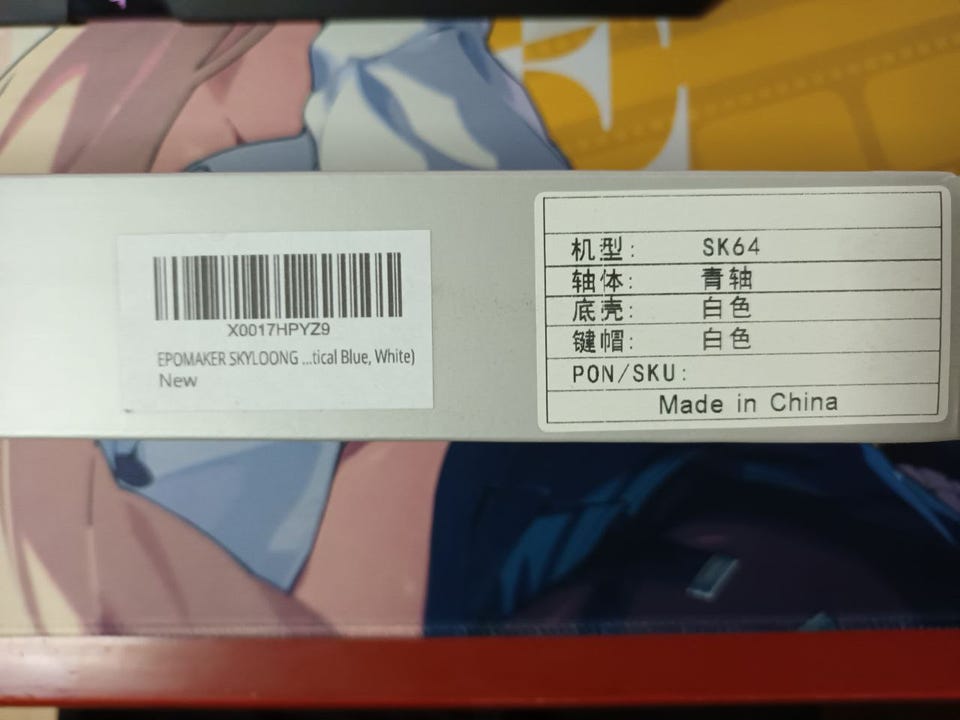 X0017HPYZ9
EPOMAKER SKYLOONG ...tical Blue, White)
New
机型: SK64
轴体: 青轴
底壳: 白色
键帽: 白色
PON/SKU:
Made in China